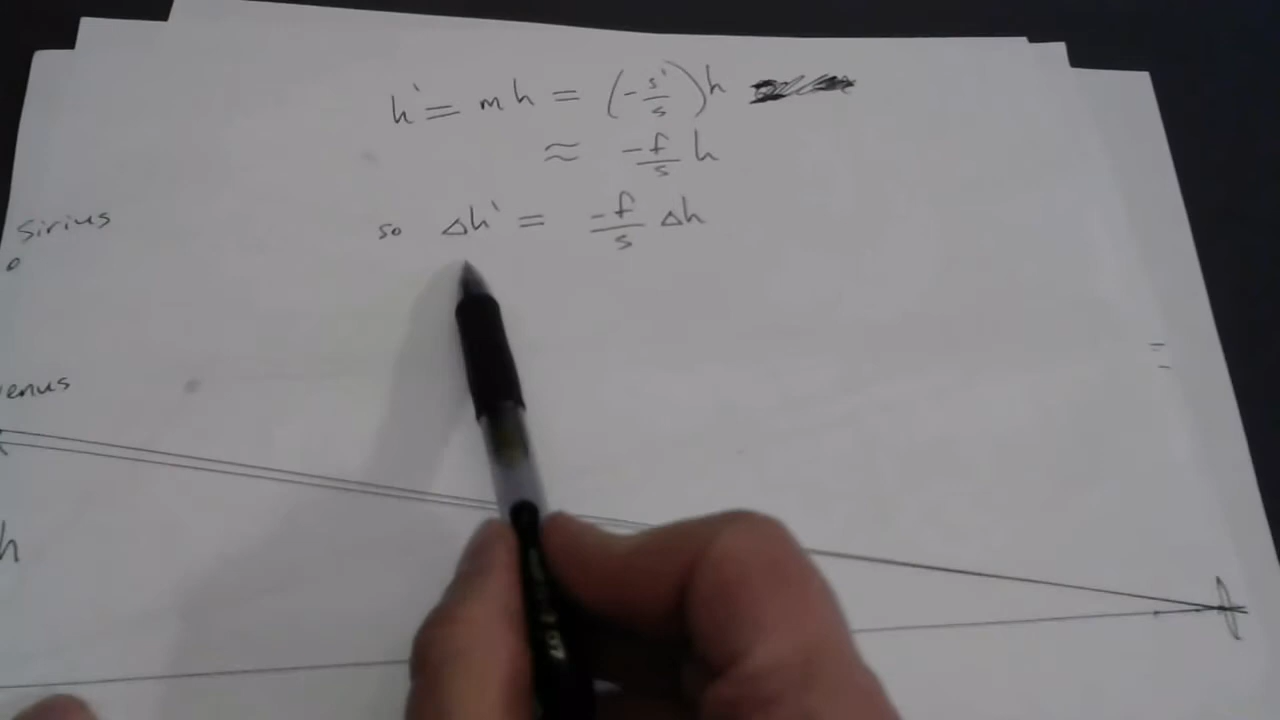 h' = mh = (-s'/s)h
≈ -f/s h
Sirius
so Δh' = -f/s Δh
enus
h